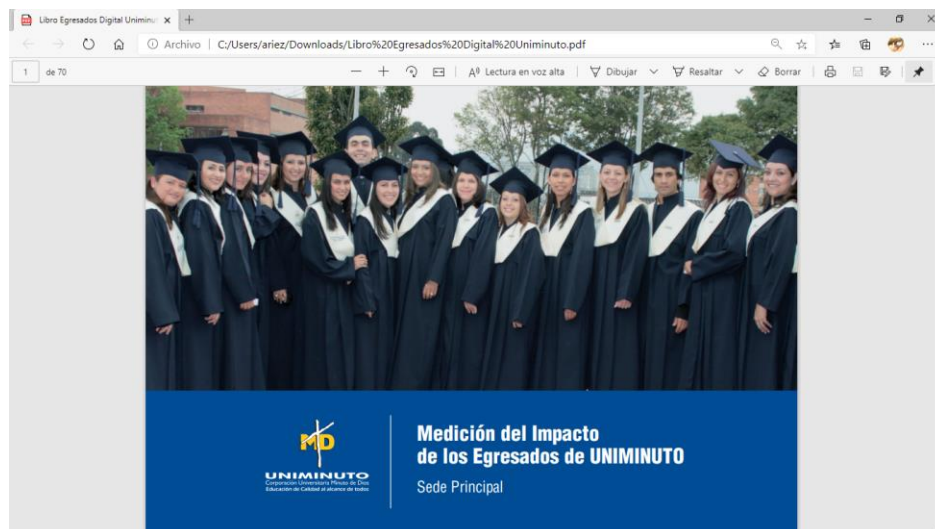 Libro Egresados Digital Uniminut
Archivo | C:/Users/ariez/Downloads/Libro%20Egresados%20Digital%20Uniminuto.pdf
1 de 70
Lectura en voz alta
Dibujar
Resaltar
Borrar
MD
UNIMINUTO
Corporación Universitaria Minuto de Dios
Educación de Calidad al alcance de todos
Medición del Impacto
de los Egresados de UNIMINUTO
Sede Principal